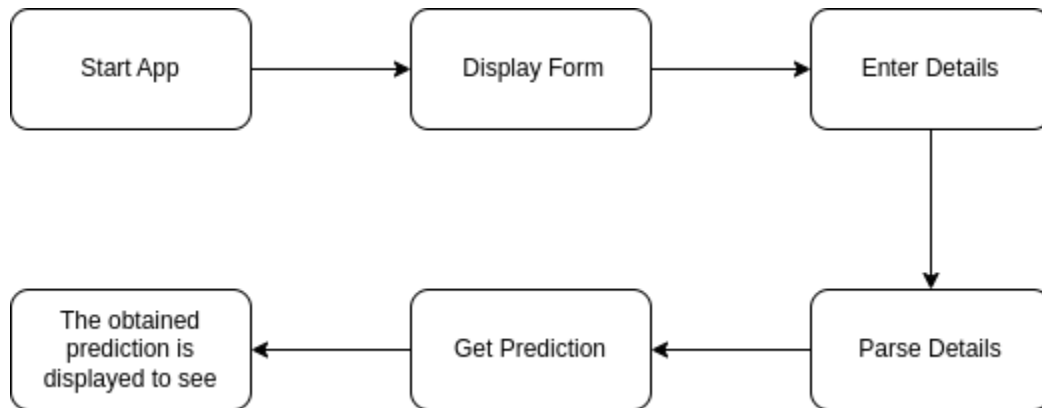 Start App
Display Form
Enter Details
The obtained
prediction is
displayed to see
Get Prediction
Parse Details